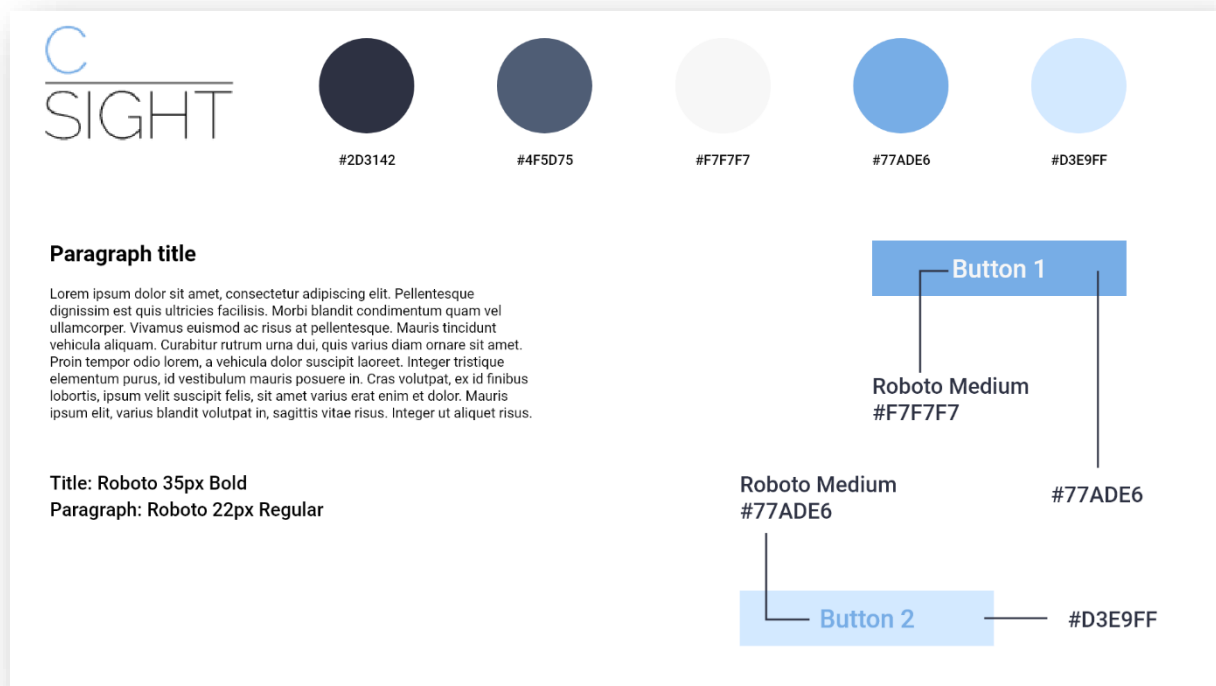 C
SIGHT
#2D3142
#4F5D75
#F7F7F7
#77ADE6
#D3E9FF
Paragraph title
Lorem ipsum dolor sit amet, consectetur adipiscing elit. Pellentesque
dignissim est quis ultricies facilisis. Morbi blandit condimentum quam vel
ullamcorper. Vivamus euismod ac risus at pellentesque. Mauris tincidunt
vehicula aliquam. Curabitur rutrum urna dui, quis varius diam ornare sit amet.
Proin tempor odio lorem, a vehicula dolor suscipit laoreet. Integer tristique
elementum purus, id vestibulum mauris posuere in. Cras volutpat, ex id finibus
lobortis, ipsum velit suscipit felis, sit amet varius erat enim et dolor. Mauris
ipsum elit, varius blandit volutpat in, sagittis vitae risus. Integer ut aliquet risus.
Title: Roboto 35px Bold
Paragraph: Roboto 22px Regular
Button 1
Roboto Medium
#F7F7F7
#77ADE6
Roboto Medium
#77ADE6
Button 2
#D3E9FF